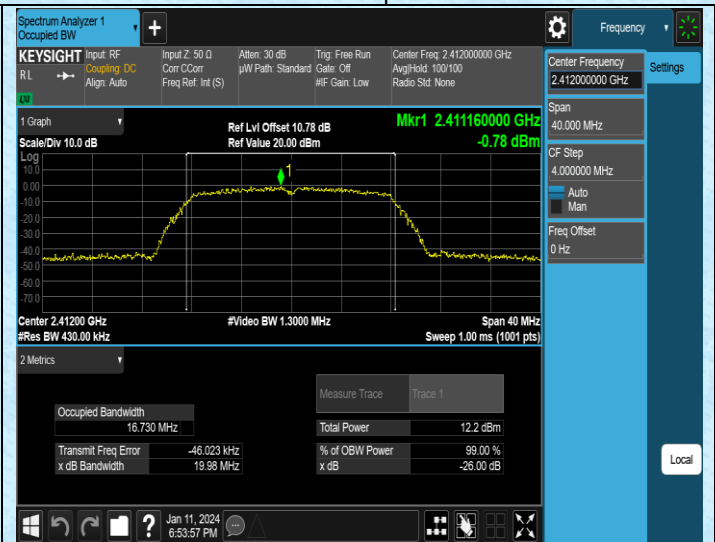 Spectrum Analyzer 1
Occupied BW
+
Frequency
KEYSIGHT
RL
Input: RF
Coupling: DC
Align: Auto
Input Z: 50 Ω
Corr CCorr
Freq Ref: Int (S)
Atten: 30 dB
µW Path: Standard
Trig: Free Run
Gate: Off
#IF Gain: Low
Center Freq: 2.412000000 GHz
Avg|Hold: 100/100
Radio Std: None
Center Frequency
2.412000000 GHz
Settings
Span
40.000 MHz
CF Step
4.000000 MHz
Auto
Man
Freq Offset
0 Hz
Local
1 Graph
Scale/Div 10.0 dB
Ref Lvl Offset 10.78 dB
Ref Value 20.00 dBm
Mkr1 2.411160000 GHz
-0.78 dBm
Log
10.0
0.00
-10.0
-20.0
-30.0
-40.0
-50.0
-60.0
-70.0
1
Center 2.41200 GHz
#Res BW 430.00 kHz
#Video BW 1.3000 MHz
Span 40 MHz
Sweep 1.00 ms (1001 pts)
2 Metrics
Measure Trace
Trace 1
Occupied Bandwidth
16.730 MHz
Total Power
12.2 dBm
Transmit Freq Error
-46.023 kHz
% of OBW Power
99.00 %
x dB Bandwidth
19.98 MHz
x dB
-26.00 dB
?
Jan 11, 2024
6:53:57 PM